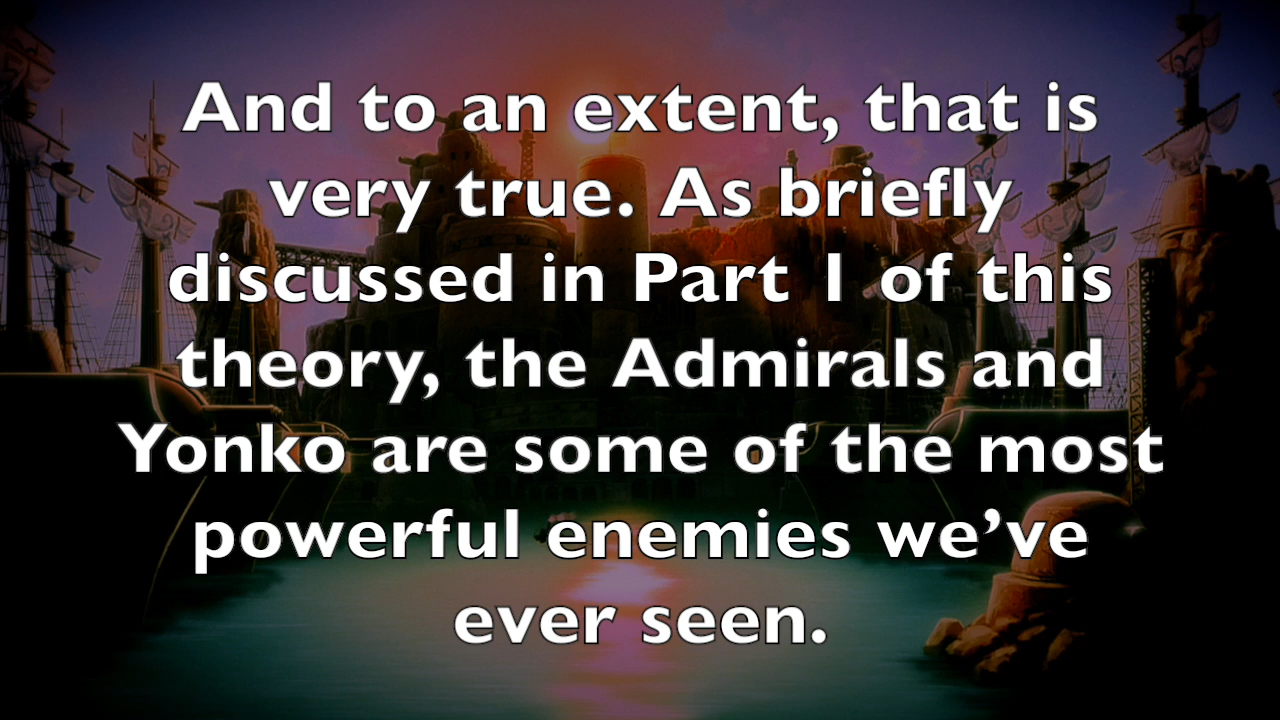 And to an extent, that is
very true. As briefly
discussed in Part 1 of this
theory, the Admirals and
Yonko are some of the most
powerful enemies we’ve
ever seen.